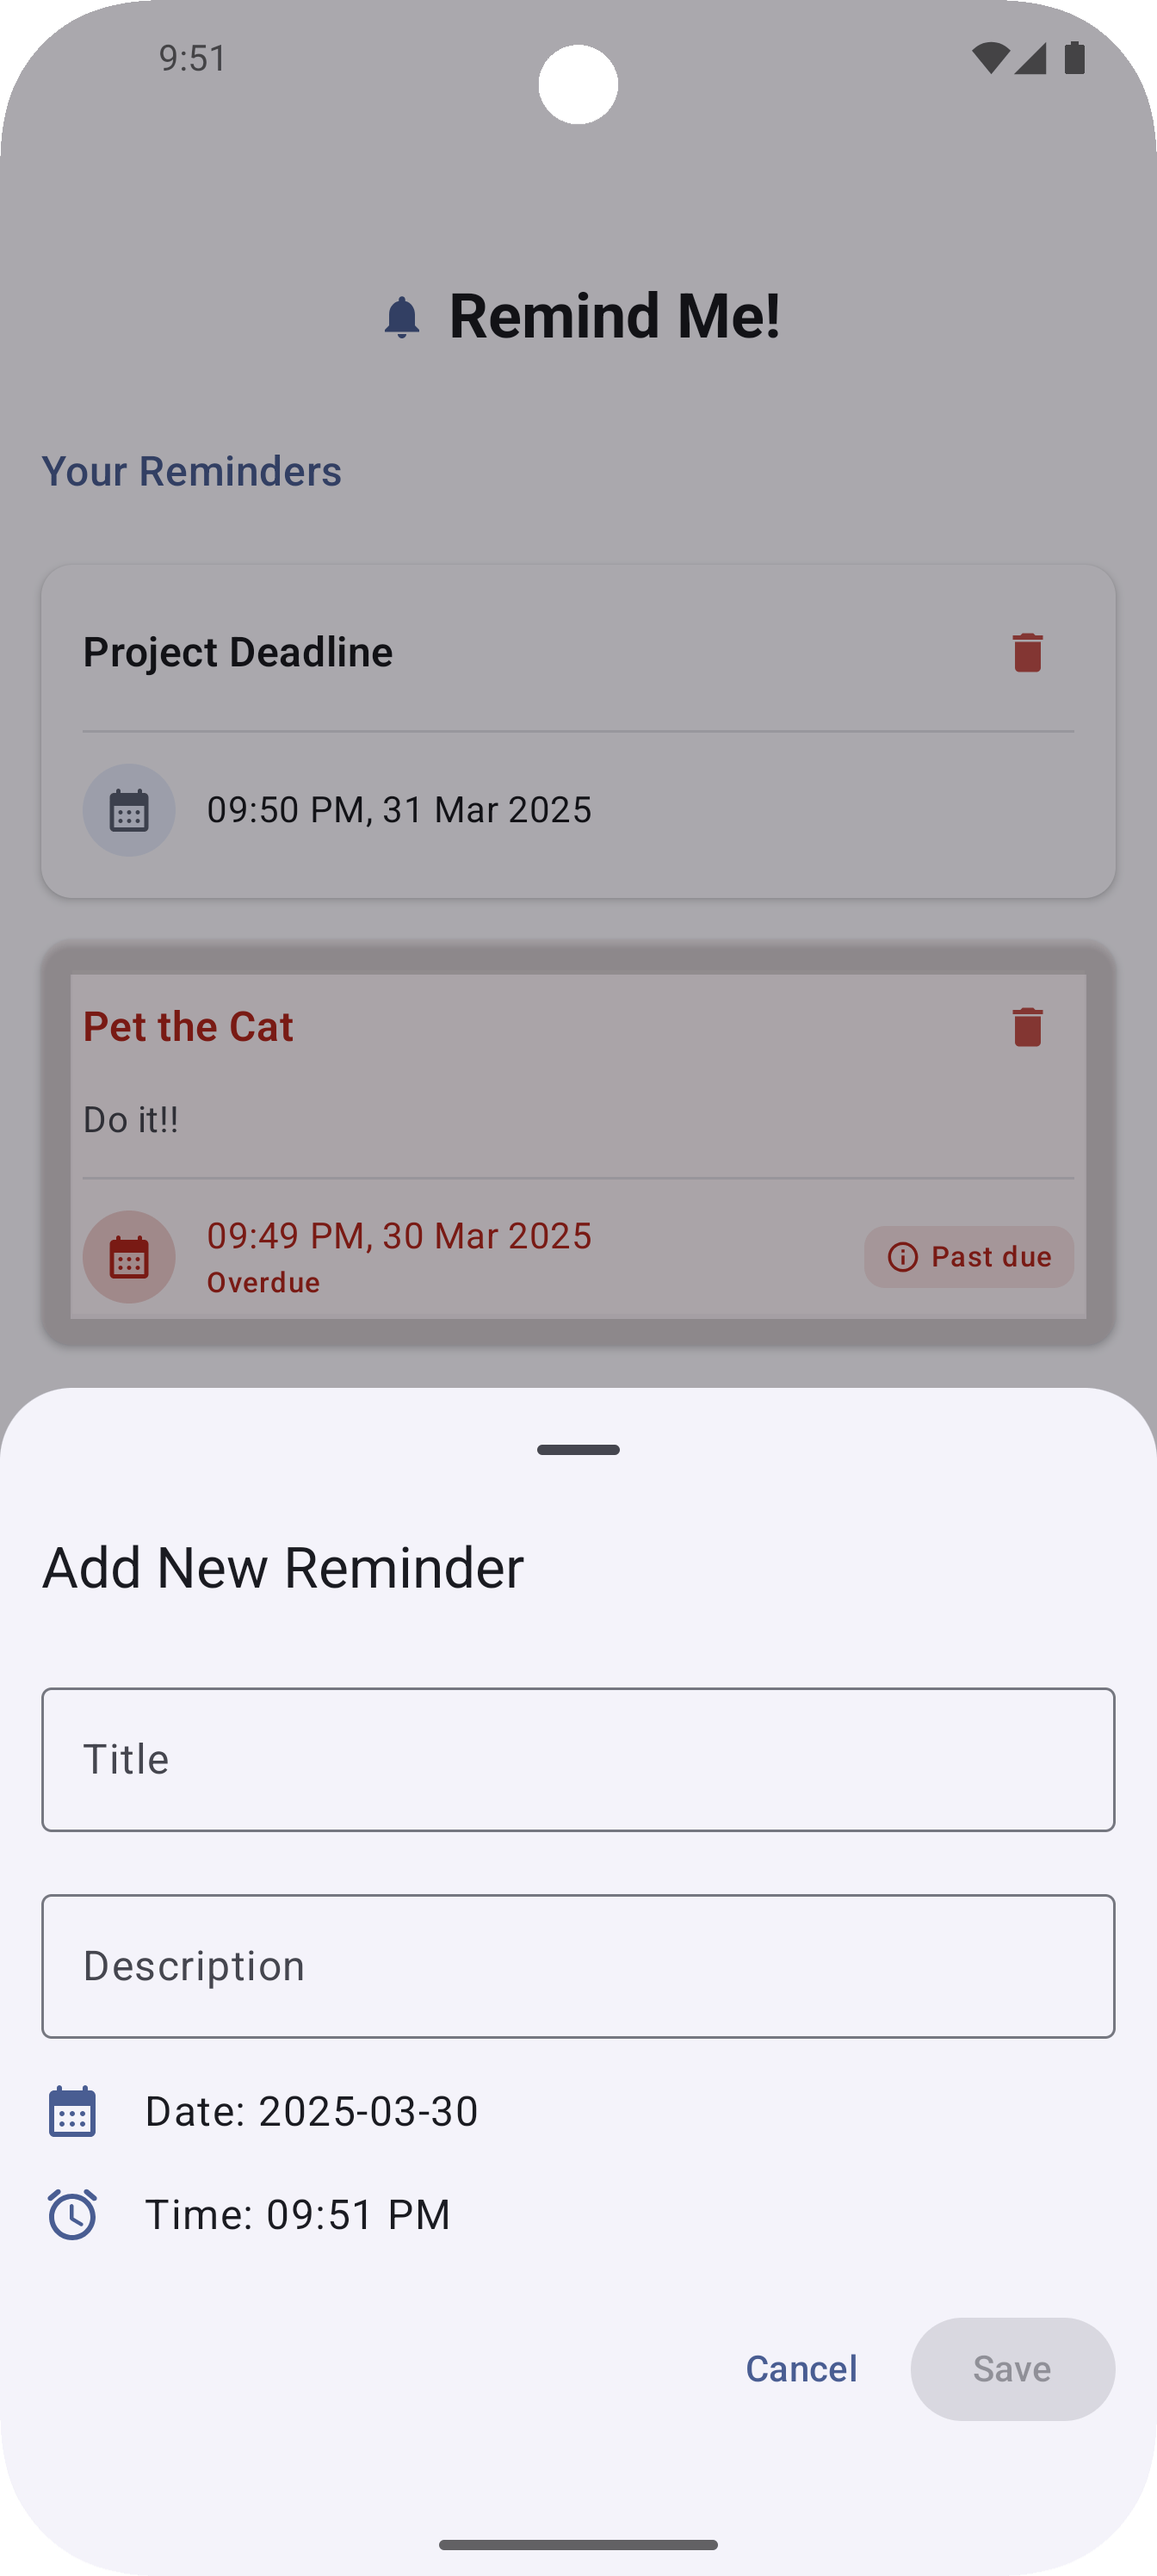 9:51
Remind Me!
Your Reminders
Project Deadline
09:50 PM, 31 Mar 2025
Pet the Cat
Do it!!
09:49 PM, 30 Mar 2025
Overdue
Past due
Add New Reminder
Title
Description
Date: 2025-03-30
Time: 09:51 PM
Cancel
Save